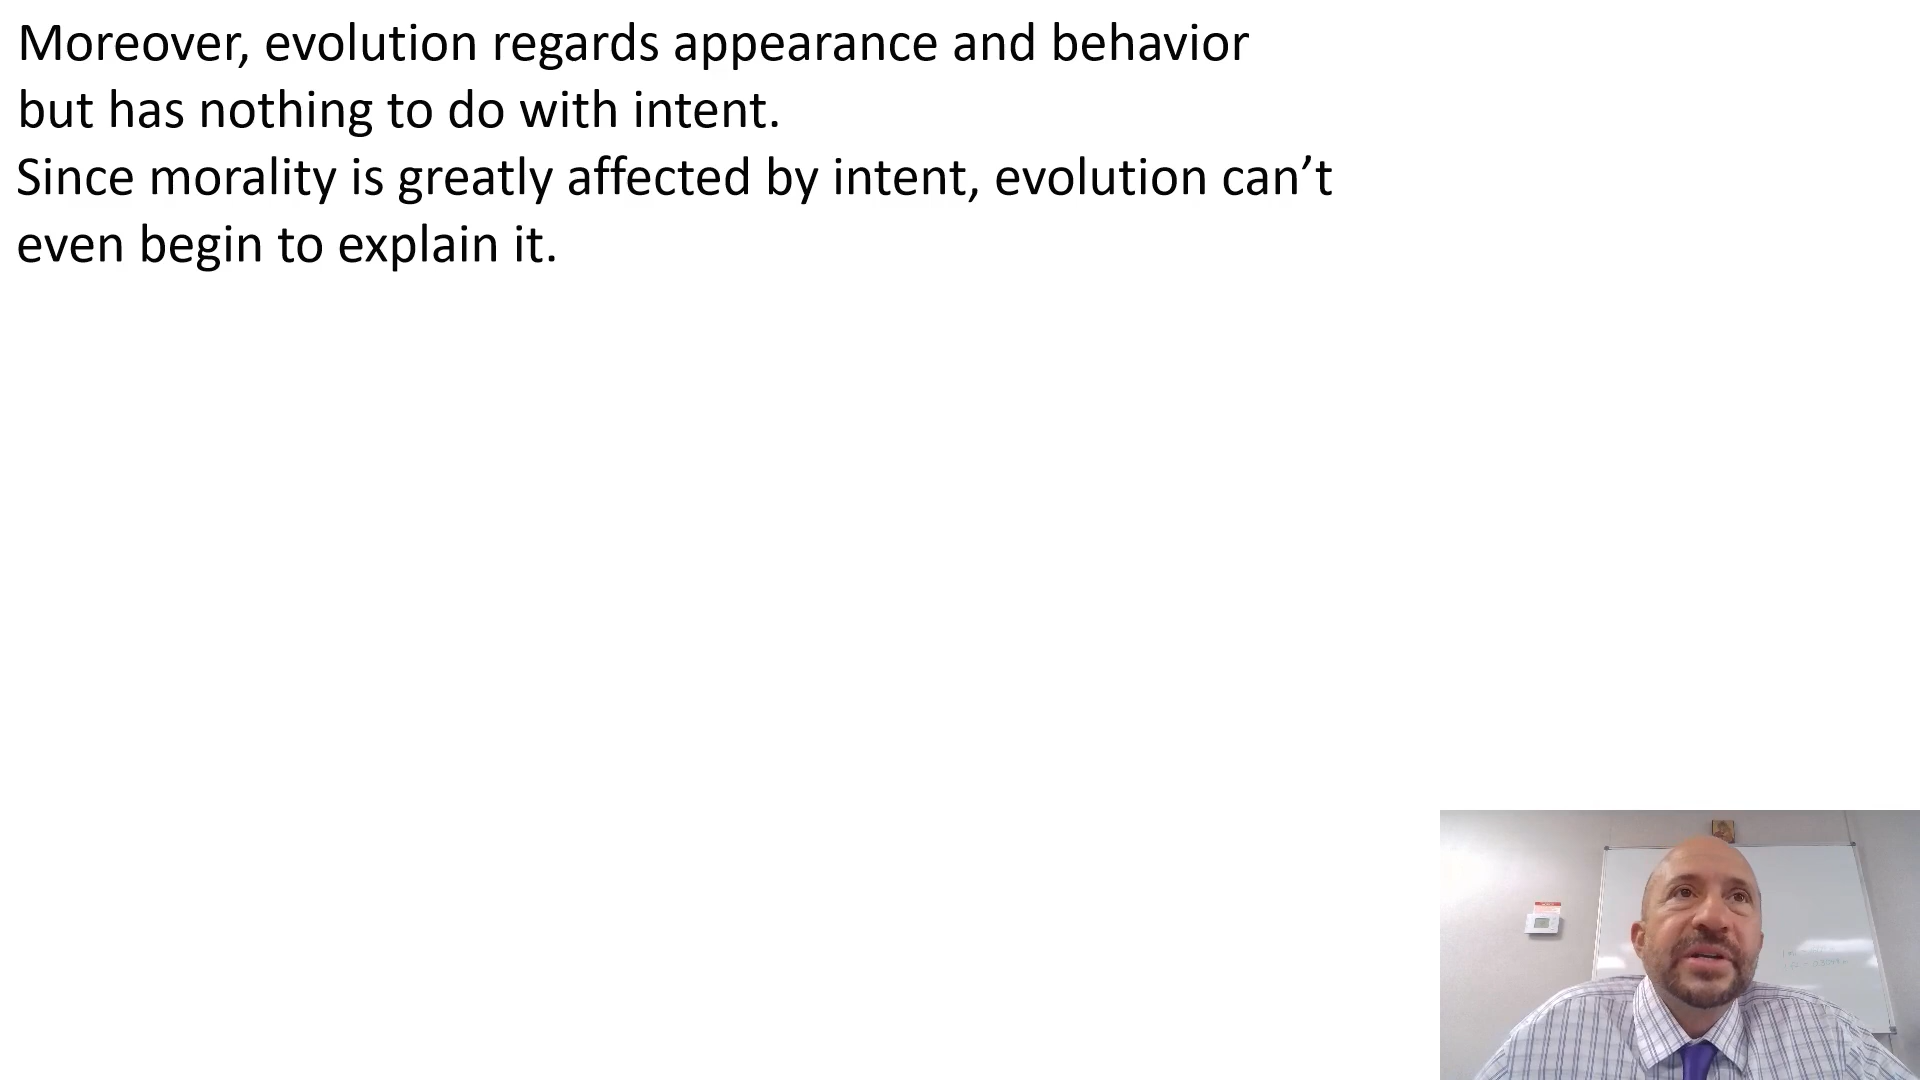 Moreover, evolution regards appearance and behavior
but has nothing to do with intent.
Since morality is greatly affected by intent, evolution can’t
even begin to explain it.